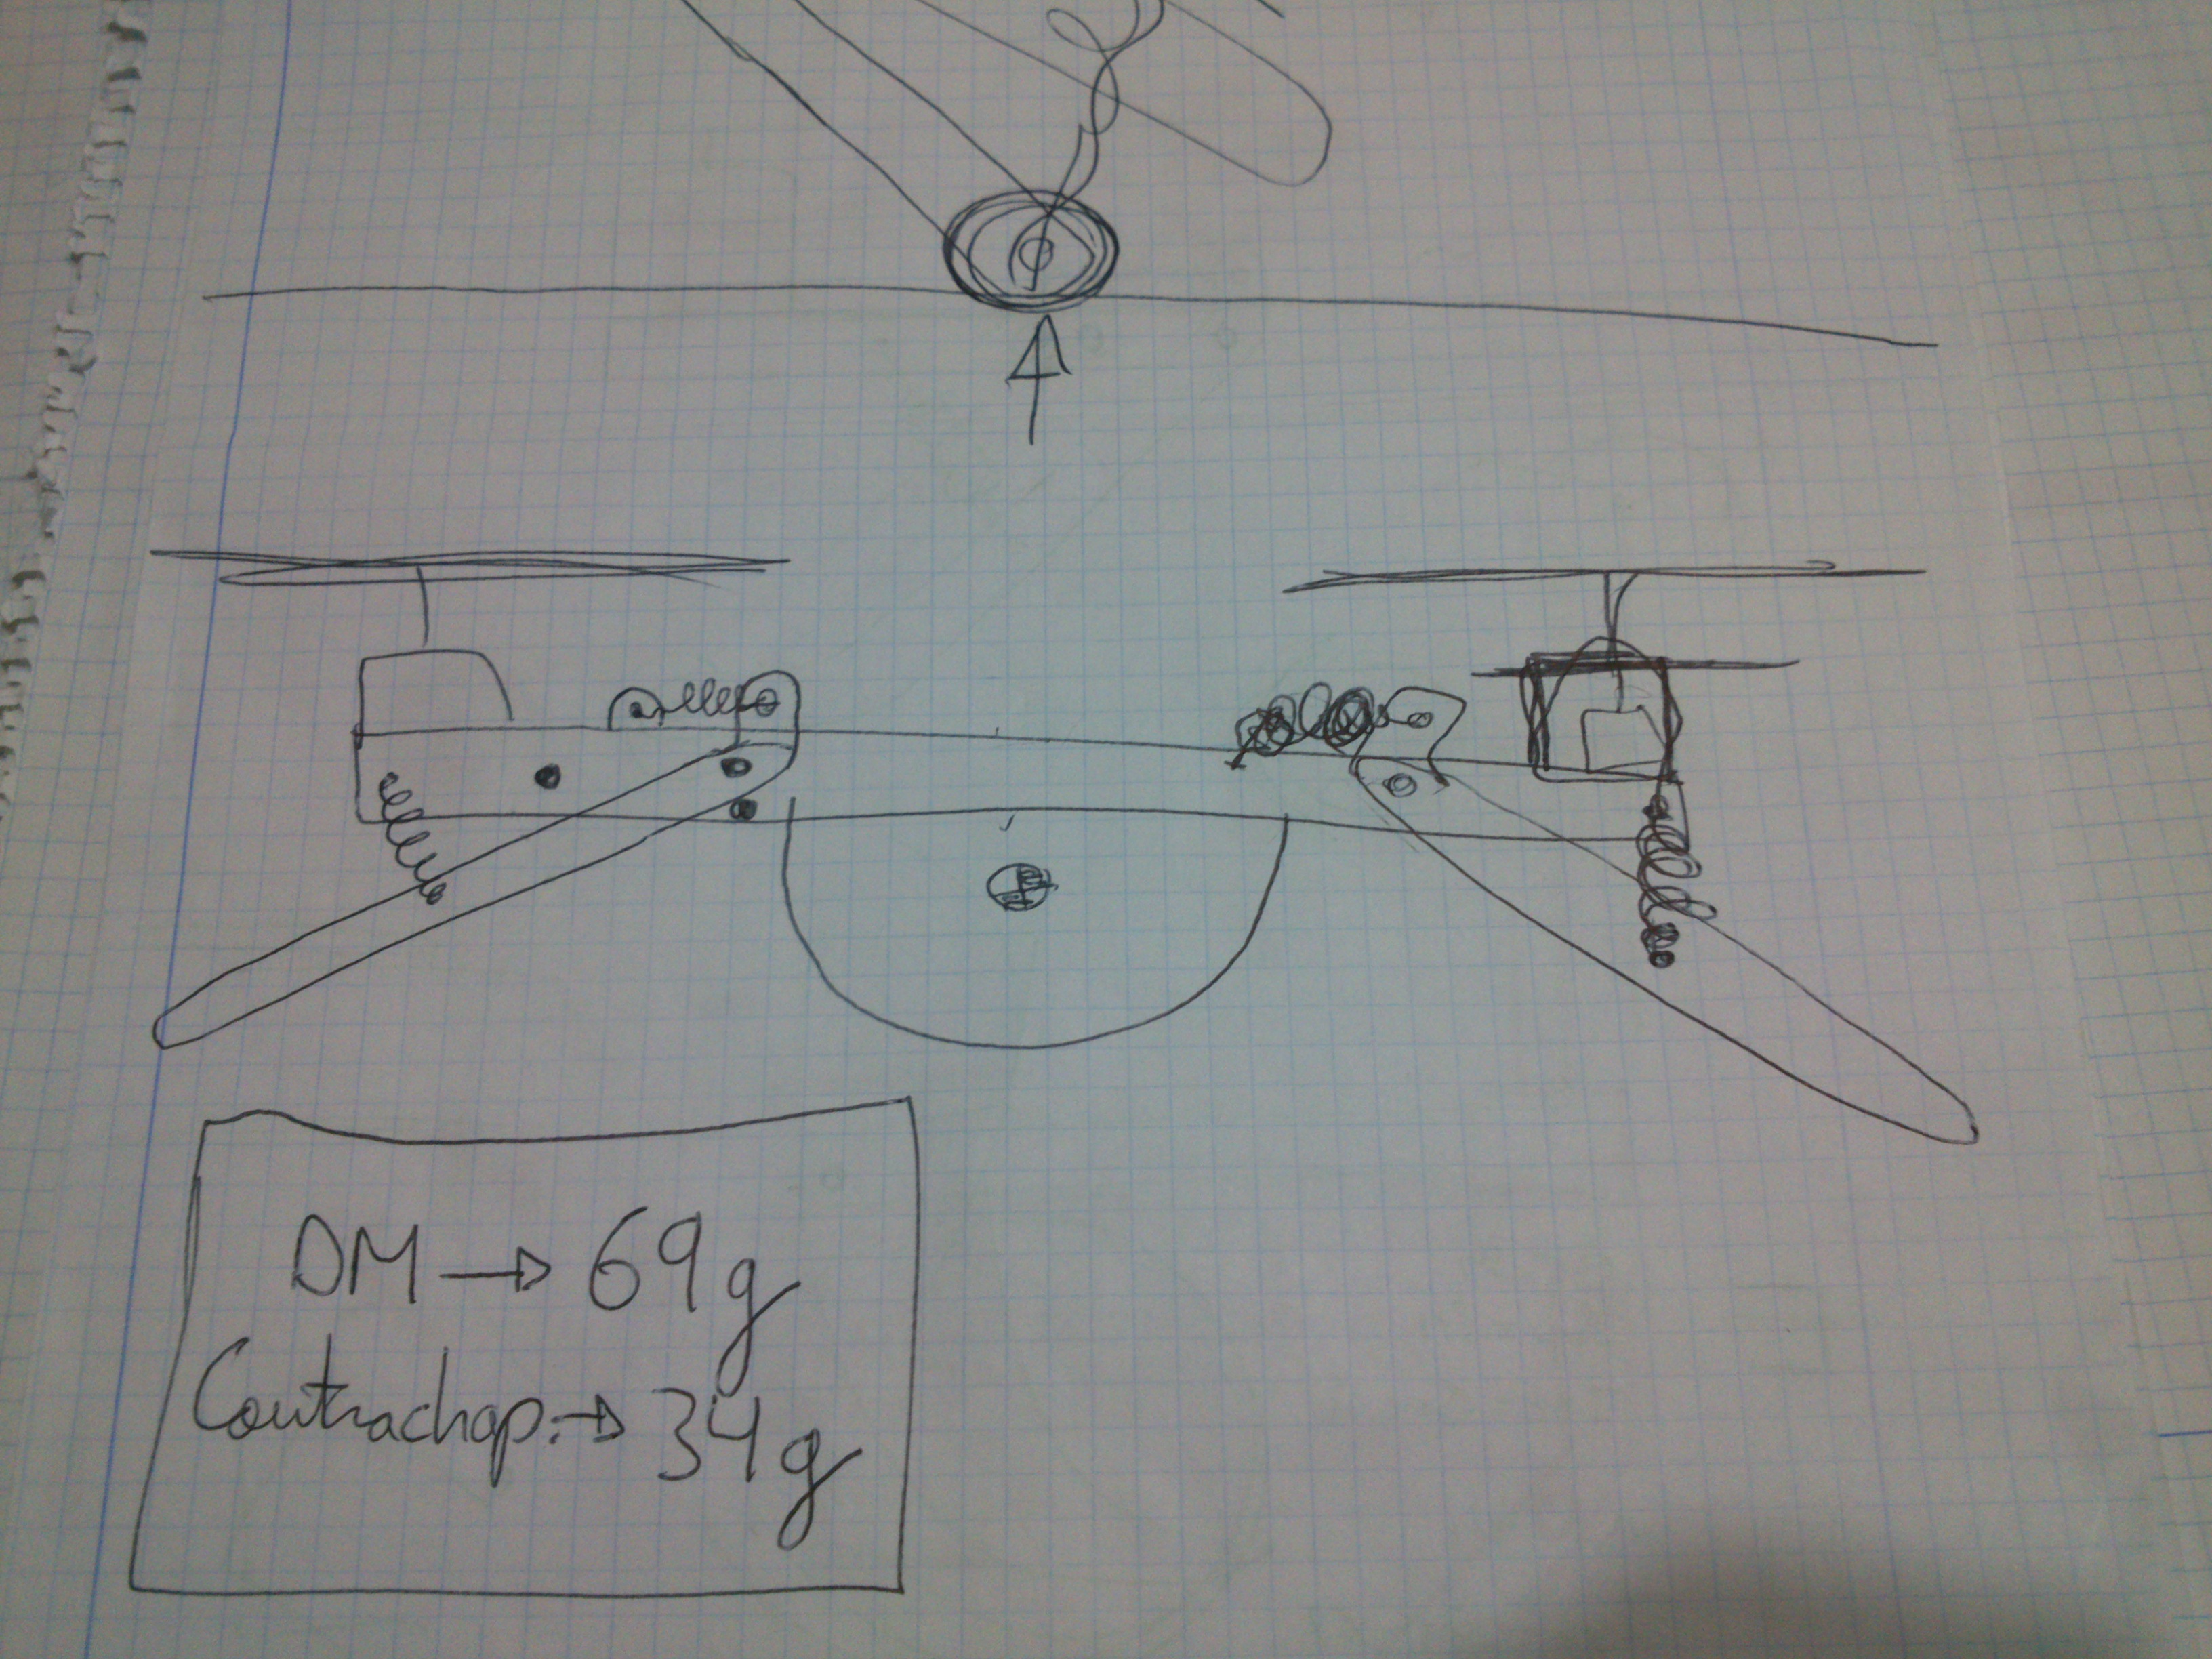 DM → 69g
Contrachap. → 34g